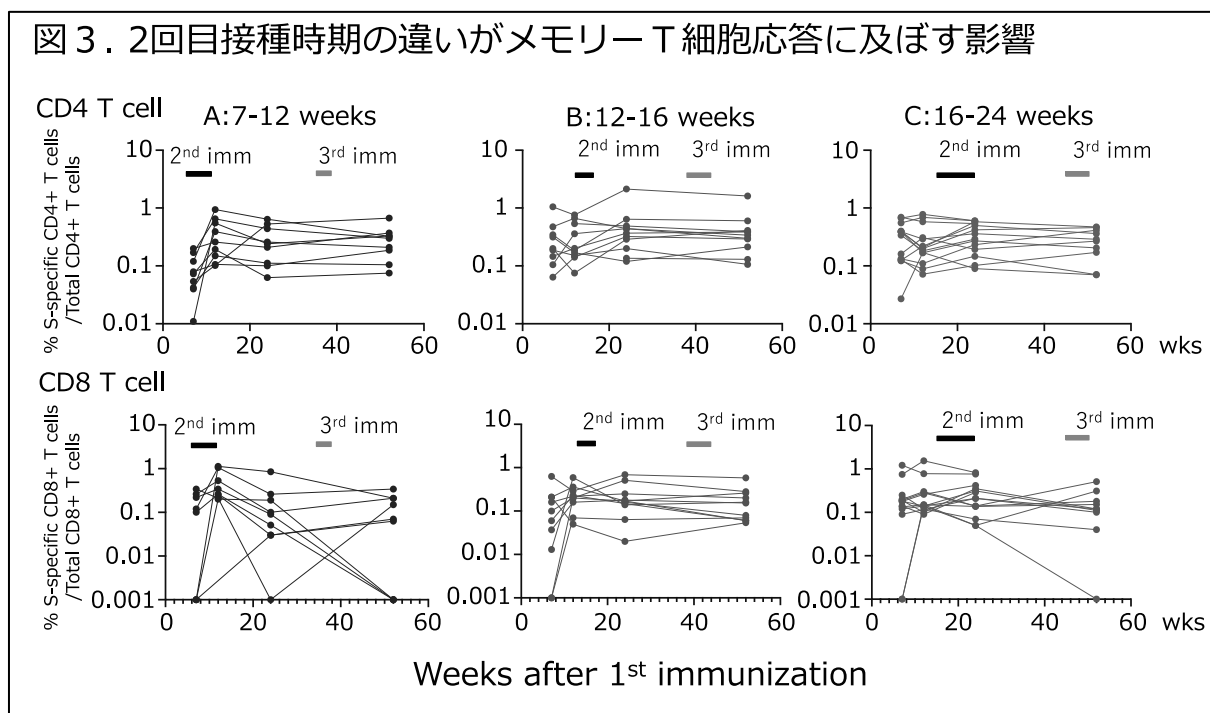 図３. 2回目接種時期の違いがメモリーＴ細胞応答に及ぼす影響
CD4 T cell
A:7-12 weeks
B:12-16 weeks
C:16-24 weeks
% S-specific CD4+ T cells
/Total CD4+ T cells
10
1
0.1
0.01
2nd imm
3rd imm
0 20 40 60
10
1
0.1
0.01
2nd imm
3rd imm
0 20 40 60
10
1
0.1
0.01
2nd imm
3rd imm
0 20 40 60 wks
CD8 T cell
% S-specific CD8+ T cells
/Total CD8+ T cells
10
1
0.1
0.01
0.001
2nd imm
3rd imm
0 20 40 60
10
1
0.1
0.01
0.001
2nd imm
3rd imm
0 20 40 60
10
1
0.1
0.01
0.001
2nd imm
3rd imm
0 20 40 60 wks
Weeks after 1st immunization